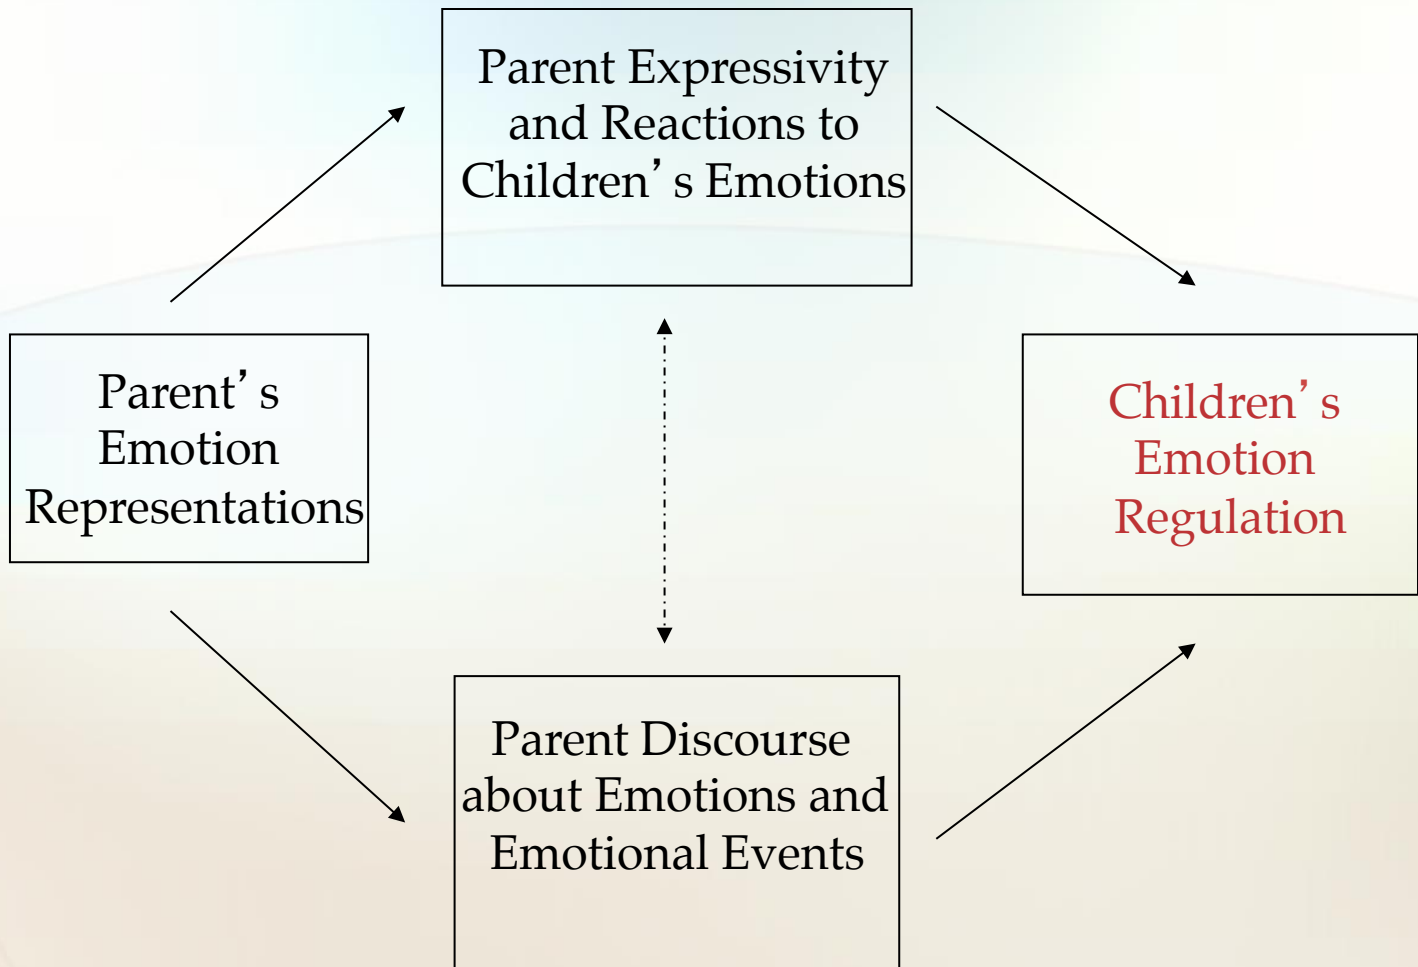 Parent Expressivity
and Reactions to
Children’s Emotions
Parent’s
Emotion
Representations
Children’s
Emotion
Regulation
Parent Discourse
about Emotions and
Emotional Events